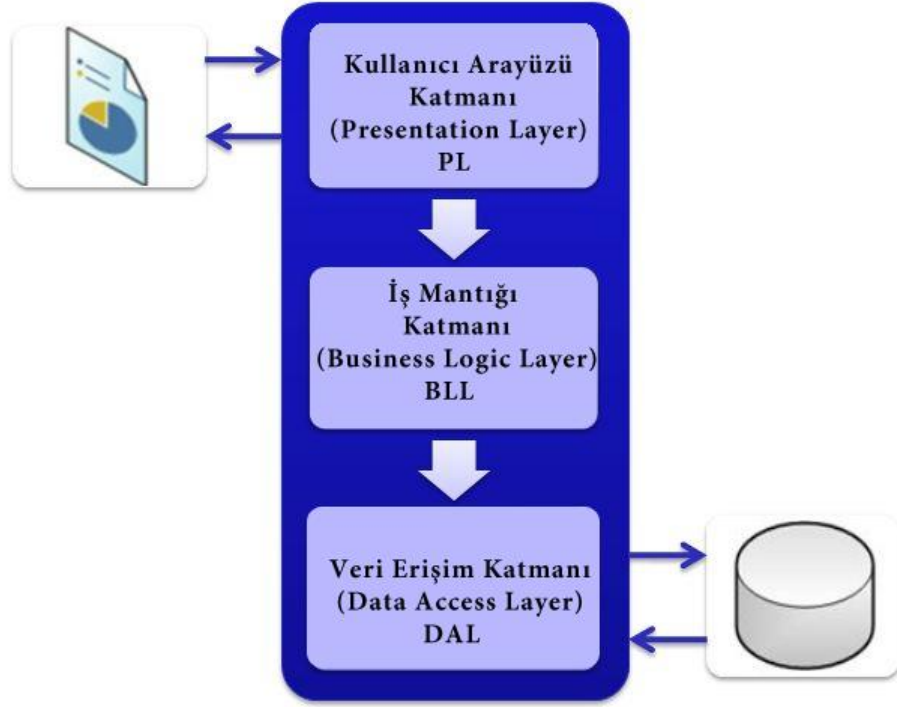 Kullanıcı Arayüzü
Katmanı
(Presentation Layer)
PL
İş Mantığı
Katmanı
(Business Logic Layer)
BLL
Veri Erişim Katmanı
(Data Access Layer)
DAL